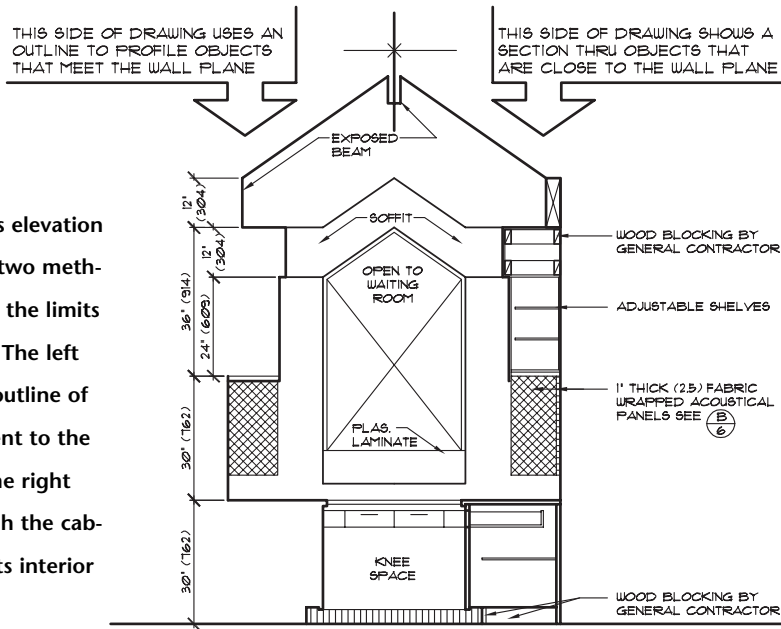 THIS SIDE OF DRAWING USES AN
OUTLINE TO PROFILE OBJECTS
THAT MEET THE WALL PLANE
THIS SIDE OF DRAWING SHOWS A
SECTION THRU OBJECTS THAT
ARE CLOSE TO THE WALL PLANE
EXPOSED
BEAM
12"
(304)
SOFFIT
12"
(304)
WOOD BLOCKING BY
GENERAL CONTRACTOR
s elevation
two meth-
the limits
The left
outline of
ent to the
ne right
h the cab-
ts interior
OPEN TO
WAITING
ROOM
36" (914)
24" (609)
ADJUSTABLE SHELVES
1" THICK (2.5) FABRIC
WRAPPED ACOUSTICAL
PANELS SEE B
6
30" (762)
PLAS.
LAMINATE
30" (762)
KNEE
SPACE
WOOD BLOCKING BY
GENERAL CONTRACTOR